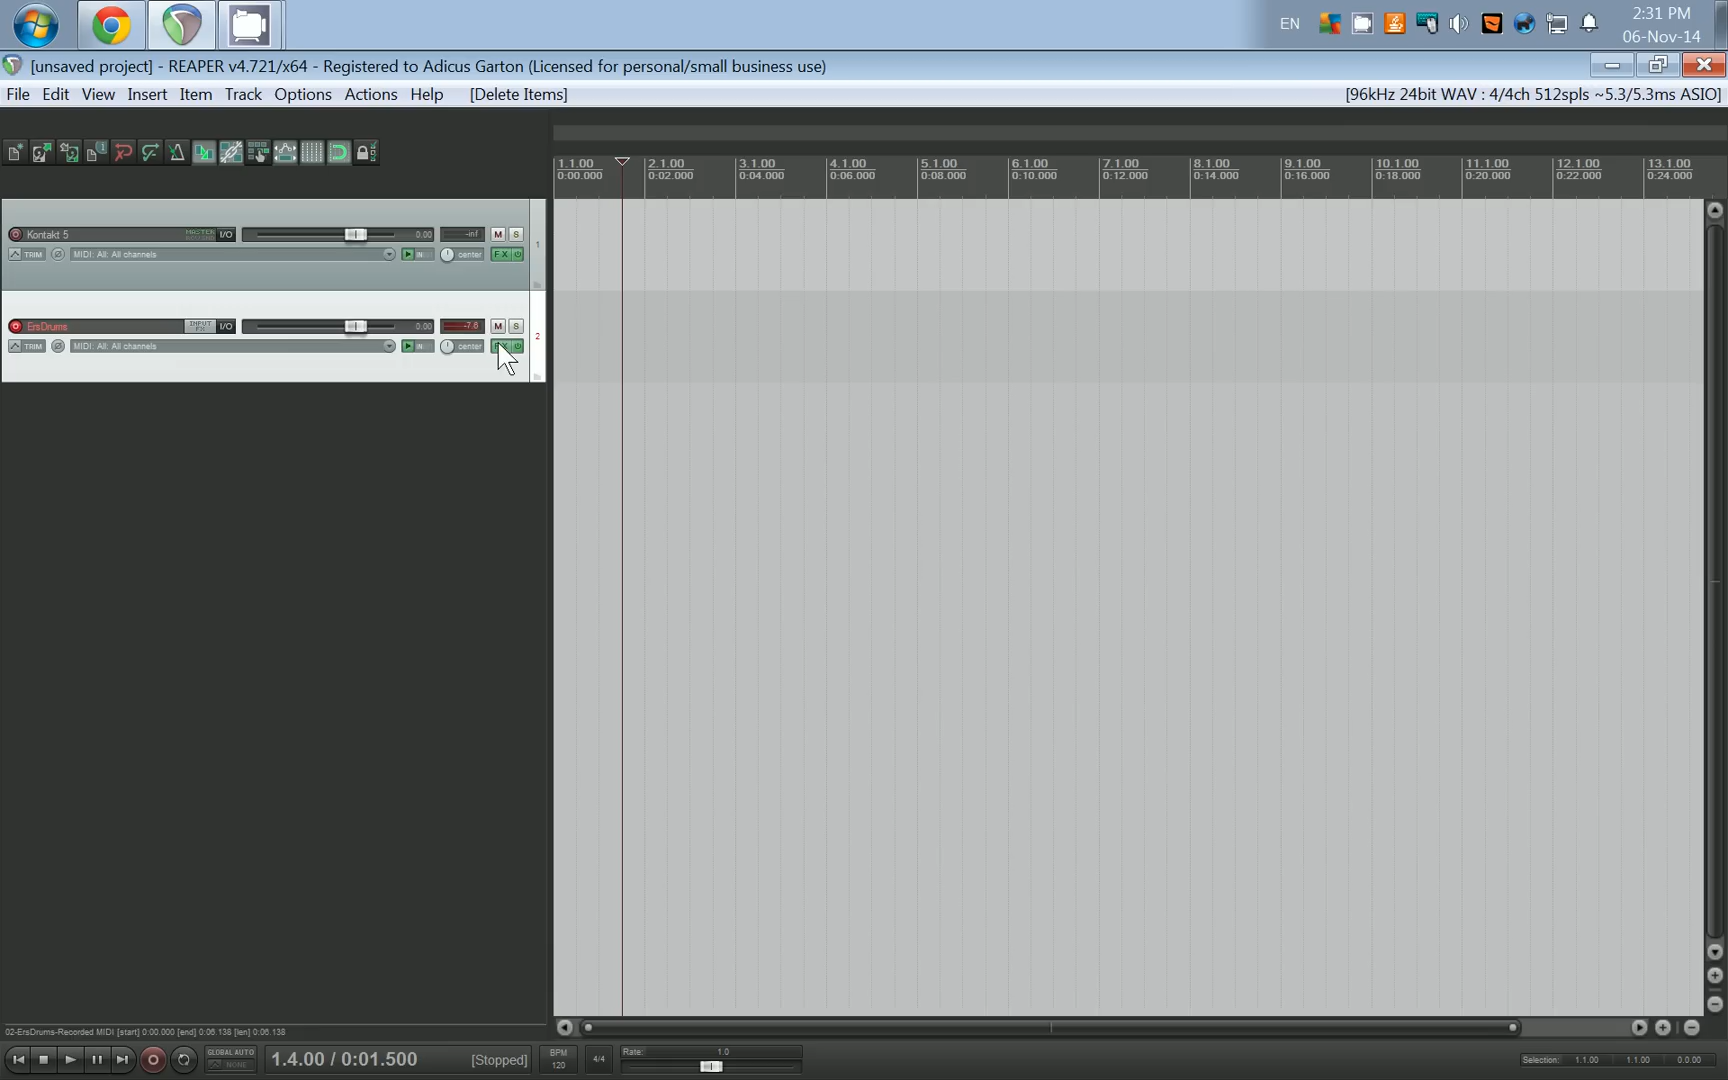 EN
2:31 PM
06-Nov-14
[unsaved project] - REAPER v4.721/x64 - Registered to Adicus Garton (Licensed for personal/small business use)
File Edit View Insert Item Track Options Actions Help [Delete Items] [96kHz 24bit WAV : 4/4ch 512spls ~5.3/5.3ms ASIO]
1.1.00 2.1.00 3.1.00 4.1.00 5.1.00 6.1.00 7.1.00 8.1.00 9.1.00 10.1.00 11.1.00 12.1.00 13.1.00
0:00.000 0:02.000 0:04.000 0:06.000 0:08.000 0:10.000 0:12.000 0:14.000 0:16.000 0:18.000 0:20.000 0:22.000 0:24.000
Kontakt 5 I/O 0.00 -inf M S
1
TRIM MIDI: All: All channels IN center FX
ErsDrums INPUT FX I/O 0.00 -7.6 M S
2
TRIM MIDI: All: All channels IN center
02-ErsDrums-Recorded MIDI [start] 0:00.000 [end] 0:06.138 [len] 0:06.138
GLOBAL AUTO
NONE
1.4.00 / 0:01.500 [Stopped]
BPM
120
4/4
Rate: 1.0
Selection: 1.1.00 1.1.00 0.0.00